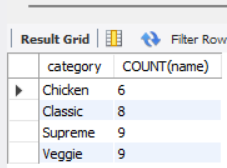 Result Grid Filter Row
category COUNT(name)
Chicken 6
Classic 8
Supreme 9
Veggie 9